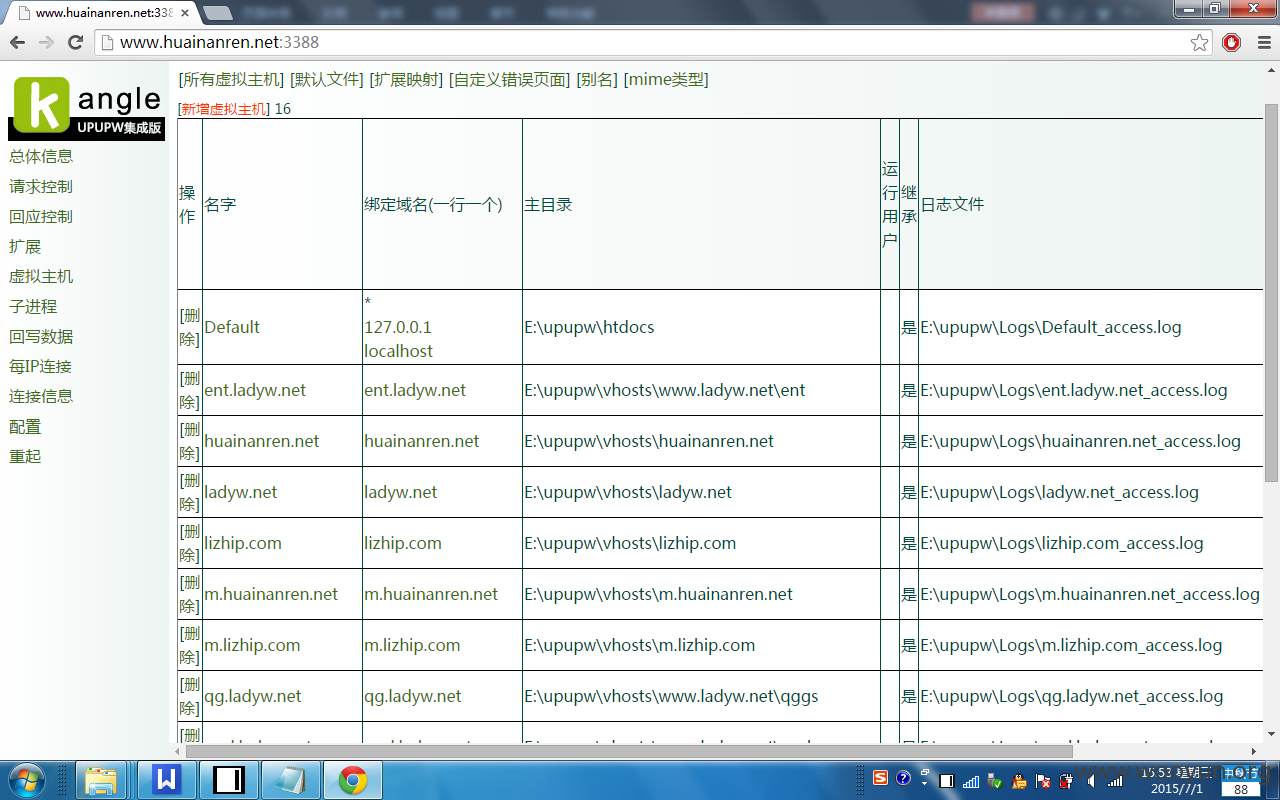 www.huainanren.net:338
www.huainanren.net:3388
k angle
UPUPW集成版
总体信息
请求控制
回应控制
扩展
虚拟主机
子进程
回写数据
每IP连接
连接信息
配置
重起
[所有虚拟主机] [默认文件] [扩展映射] [自定义错误页面] [别名] [mime类型]
[新增虚拟主机] 16
操作 名字 绑定域名(一行一个) 主目录 运行用户 继承 日志文件
[删除] Default * 127.0.0.1 localhost E:\upupw\htdocs 是 E:\upupw\Logs\Default_access.log
[删除] ent.ladyw.net ent.ladyw.net E:\upupw\vhosts\www.ladyw.net\ent 是 E:\upupw\Logs\ent.ladyw.net_access.log
[删除] huainanren.net huainanren.net E:\upupw\vhosts\huainanren.net 是 E:\upupw\Logs\huainanren.net_access.log
[删除] ladyw.net ladyw.net E:\upupw\vhosts\ladyw.net 是 E:\upupw\Logs\ladyw.net_access.log
[删除] lizhip.com lizhip.com E:\upupw\vhosts\lizhip.com 是 E:\upupw\Logs\lizhip.com_access.log
[删除] m.huainanren.net m.huainanren.net E:\upupw\vhosts\m.huainanren.net 是 E:\upupw\Logs\m.huainanren.net_access.log
[删除] m.lizhip.com m.lizhip.com E:\upupw\vhosts\m.lizhip.com 是 E:\upupw\Logs\m.lizhip.com_access.log
[删除] qg.ladyw.net qg.ladyw.net E:\upupw\vhosts\www.ladyw.net\qggs 是 E:\upupw\Logs\qg.ladyw.net_access.log
[删
15:53 星期三
2015/7/1
88